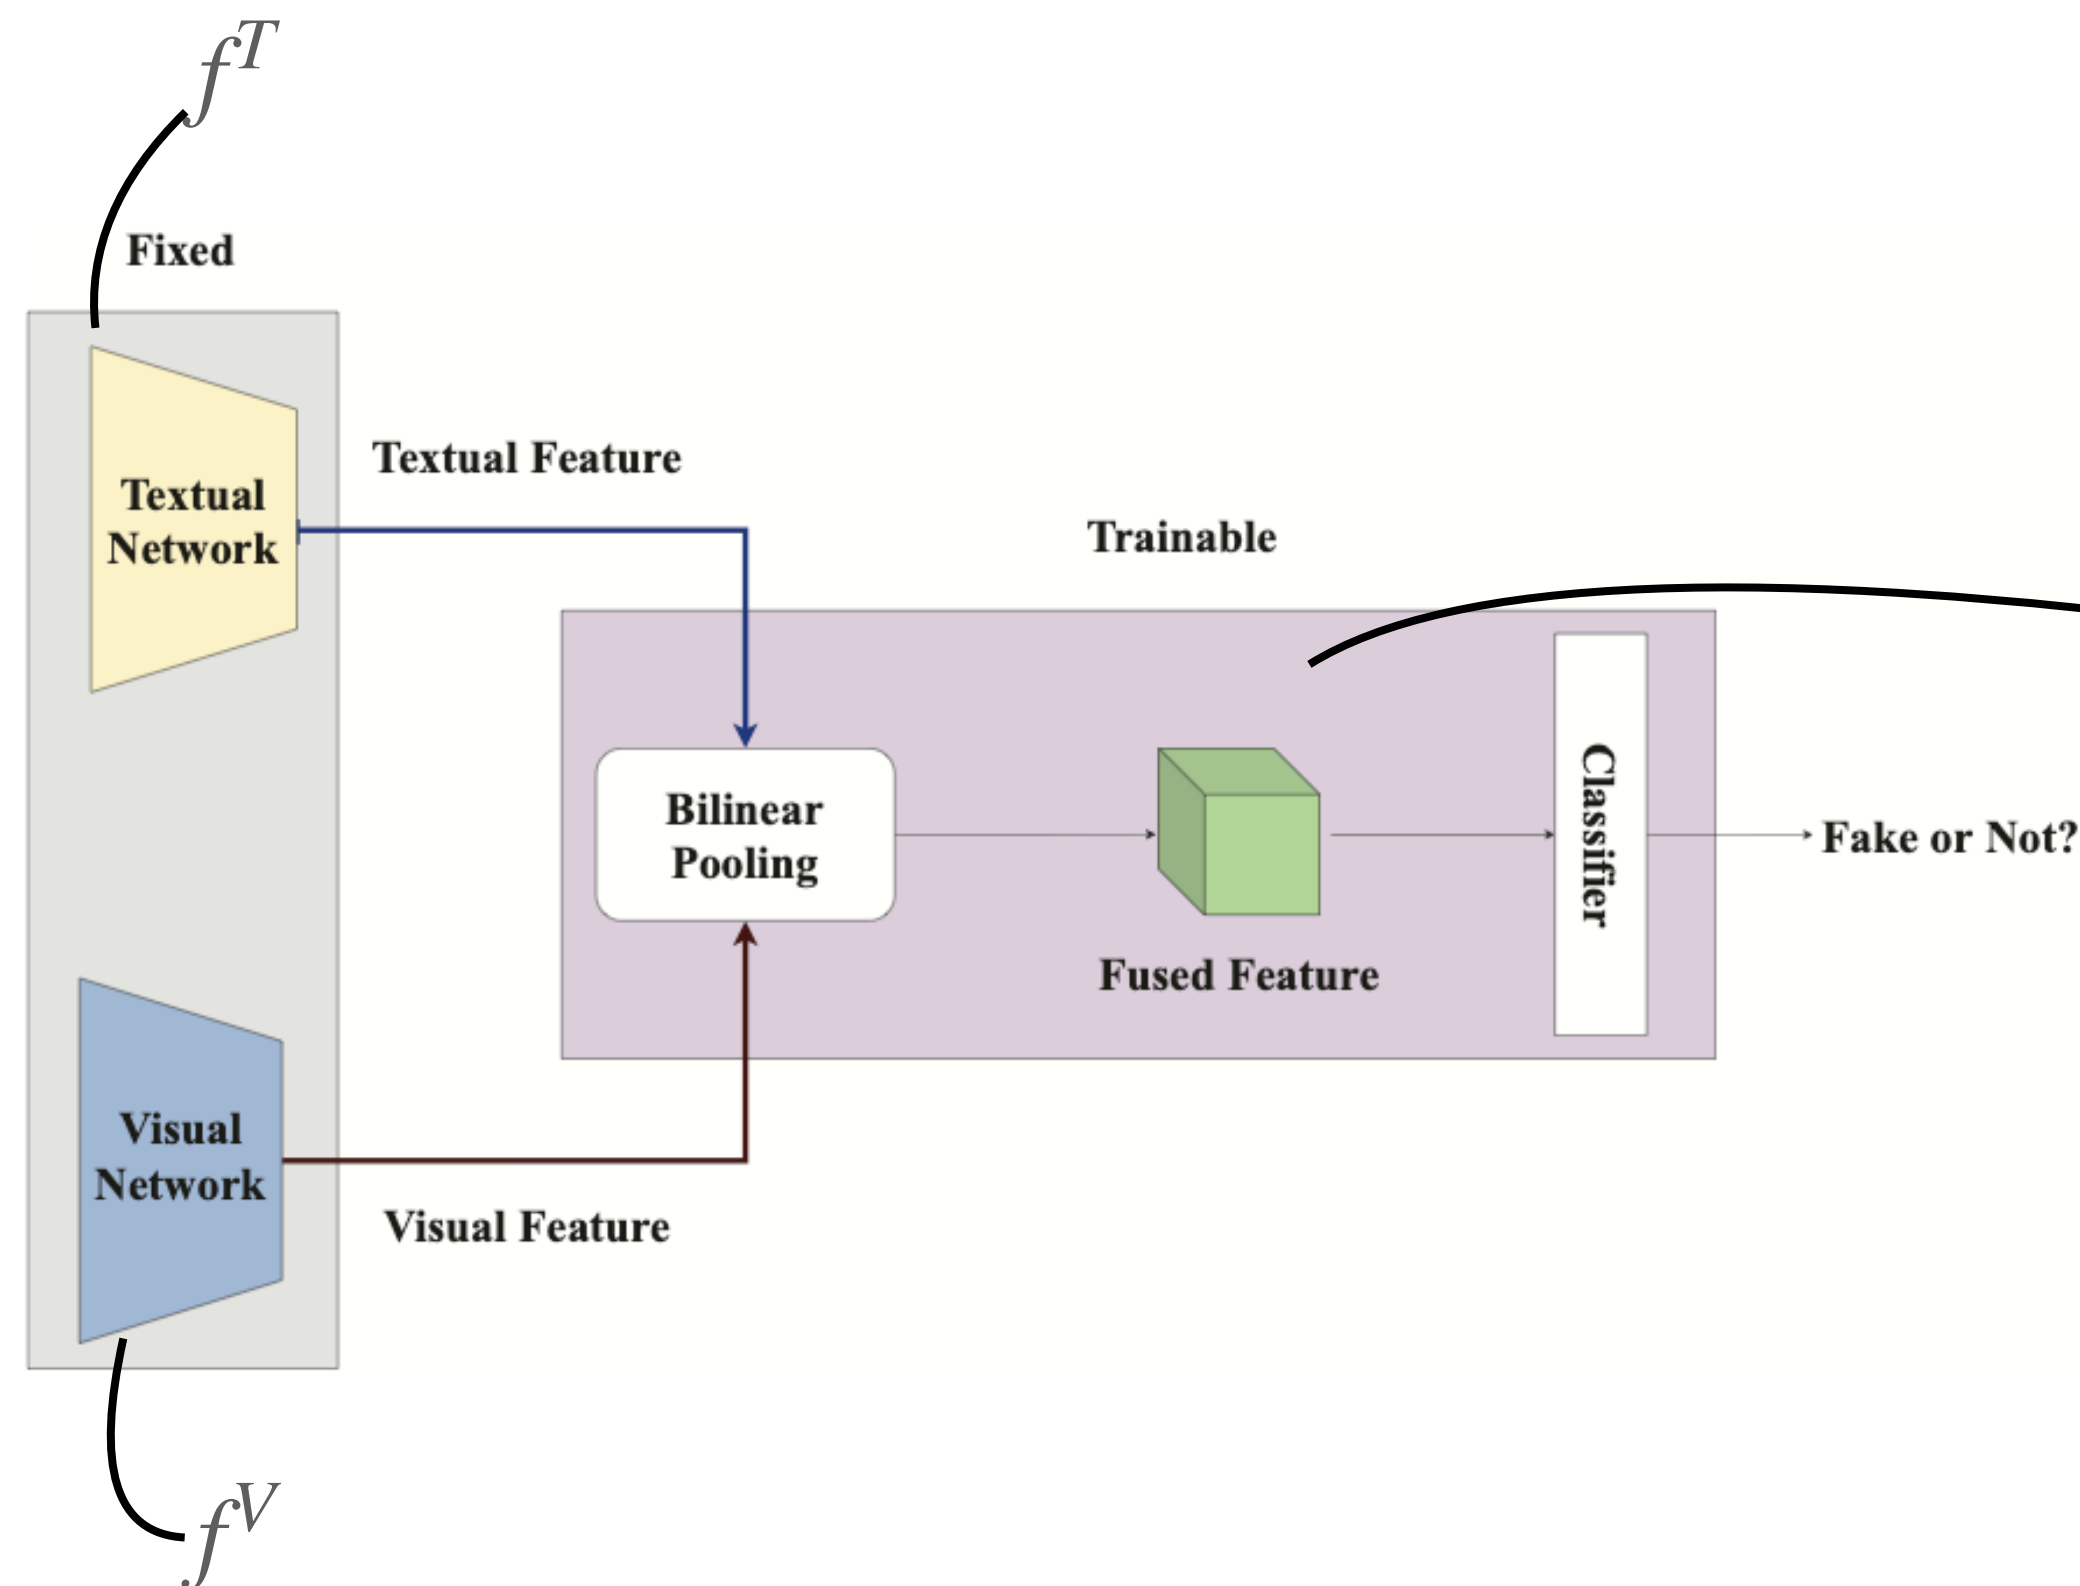 f^T
Fixed
Textual Feature
Textual
Network
Trainable
Bilinear
Pooling
Classifier
Fake or Not?
Fused Feature
Visual
Network
Visual Feature
f^V